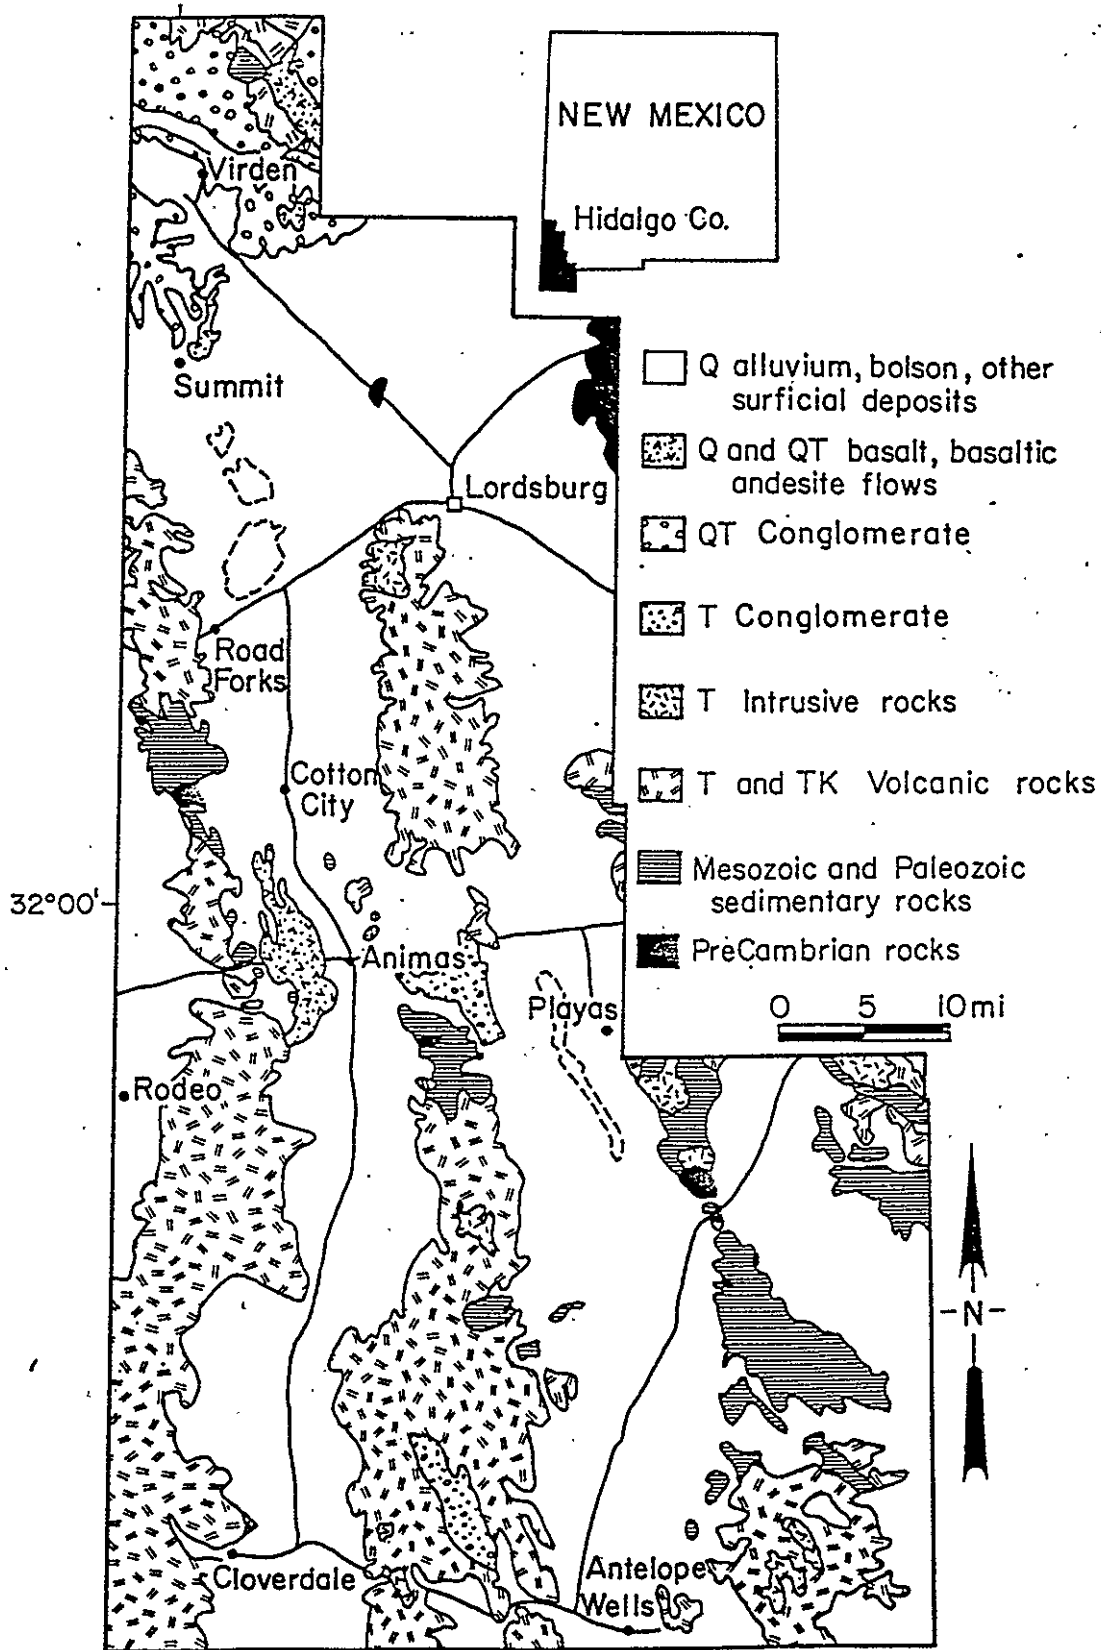 NEW MEXICO
Hidalgo Co.
Virden
Summit
Lordsburg
Road
Forks
Cotton
City
32°00'
Animas
Playas
Rodeo
Cloverdale
Antelope
Wells
Q alluvium, bolson, other
surficial deposits
Q and QT basalt, basaltic
andesite flows
QT Conglomerate
T Conglomerate
T Intrusive rocks
T and TK Volcanic rocks
Mesozoic and Paleozoic
sedimentary rocks
PreCambrian rocks
0 5 10 mi
-N-